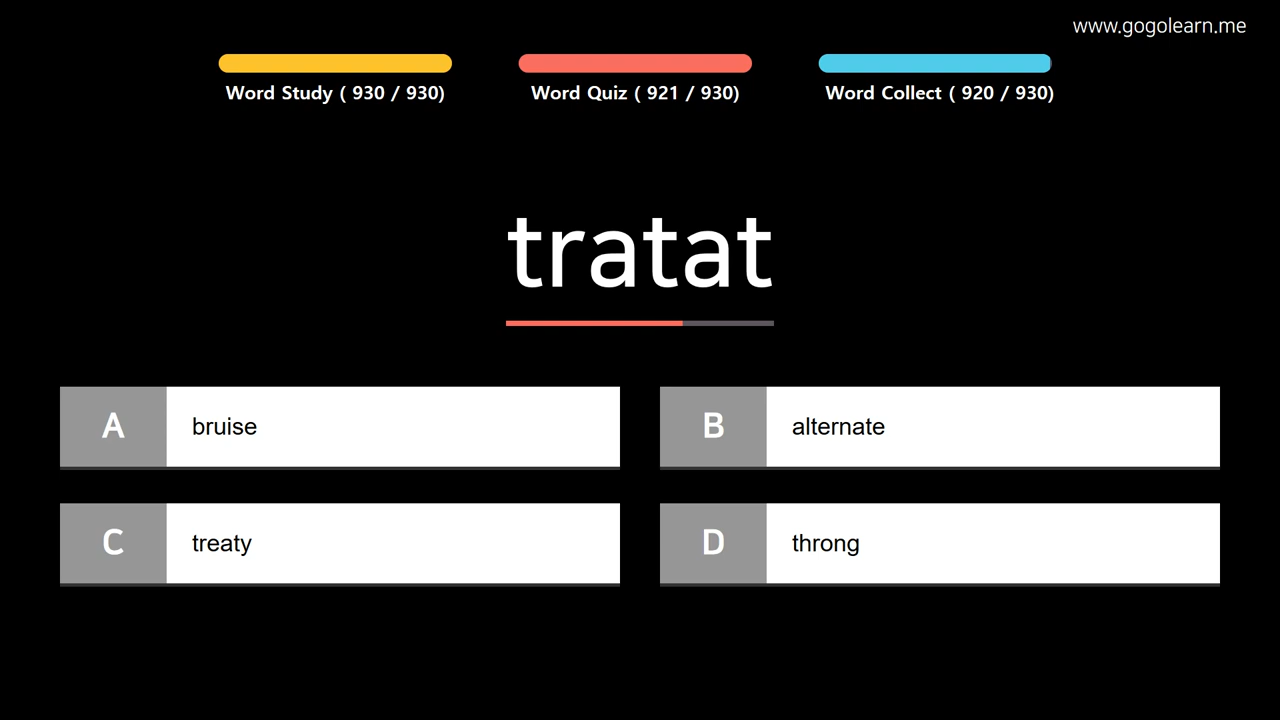 www.gogolearn.me
Word Study ( 930 / 930)
Word Quiz ( 921 / 930)
Word Collect ( 920 / 930)
tratat
A bruise
B alternate
C treaty
D throng